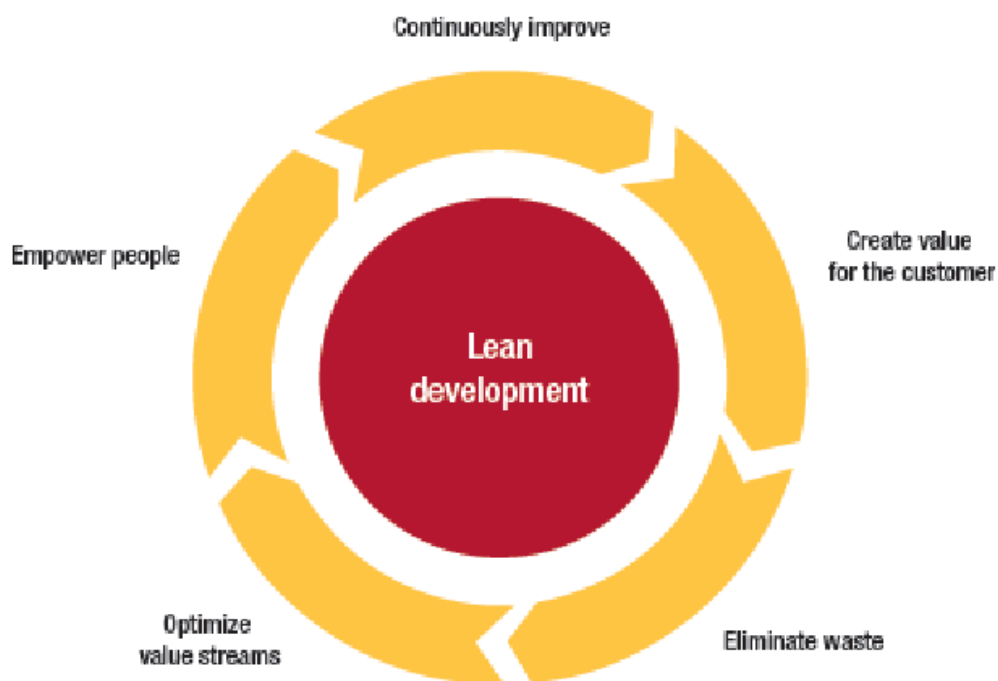 Continuously improve
Create value
for the customer
Eliminate waste
Optimize
value streams
Empower people
Lean
development